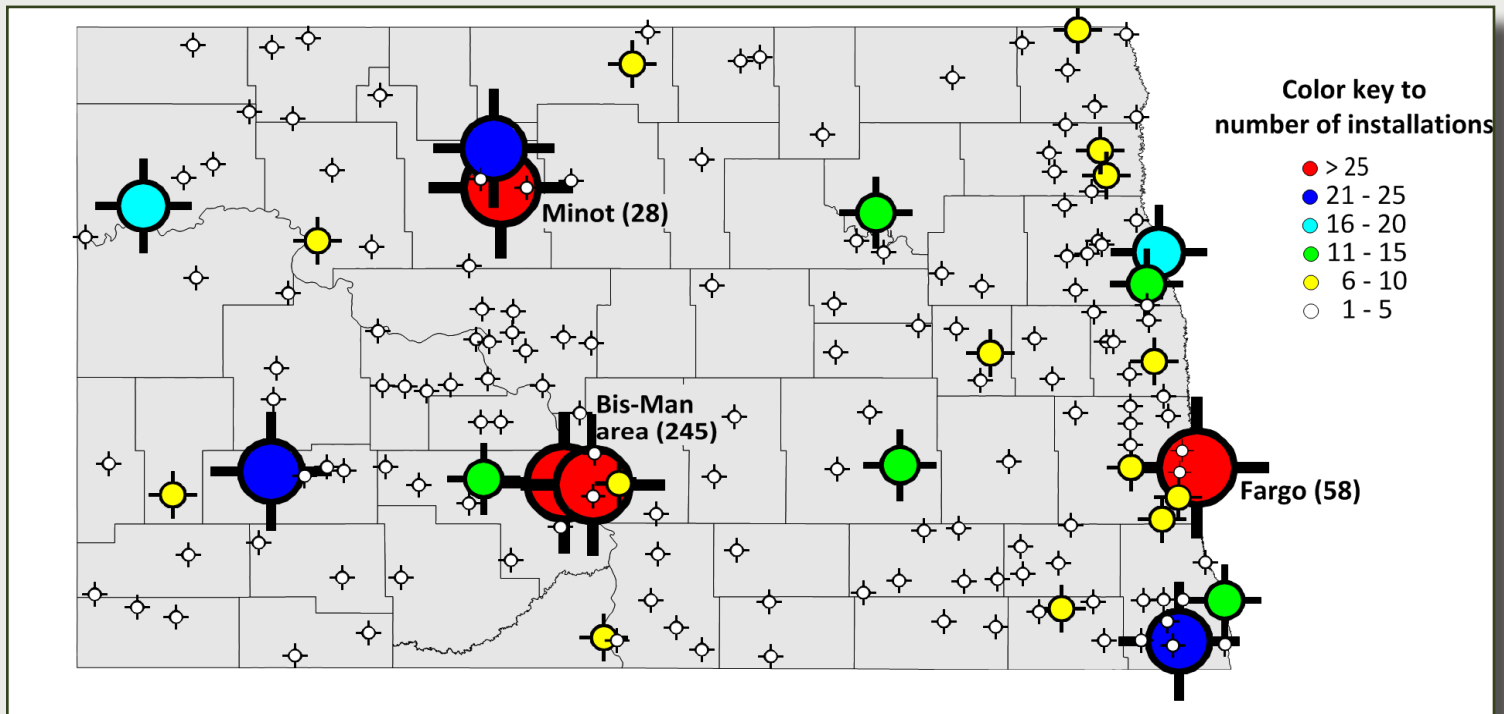 Color key to
number of installations
> 25
21 - 25
16 - 20
11 - 15
6 - 10
1 - 5
Minot (28)
Bis-Man
area (245)
Fargo (58)